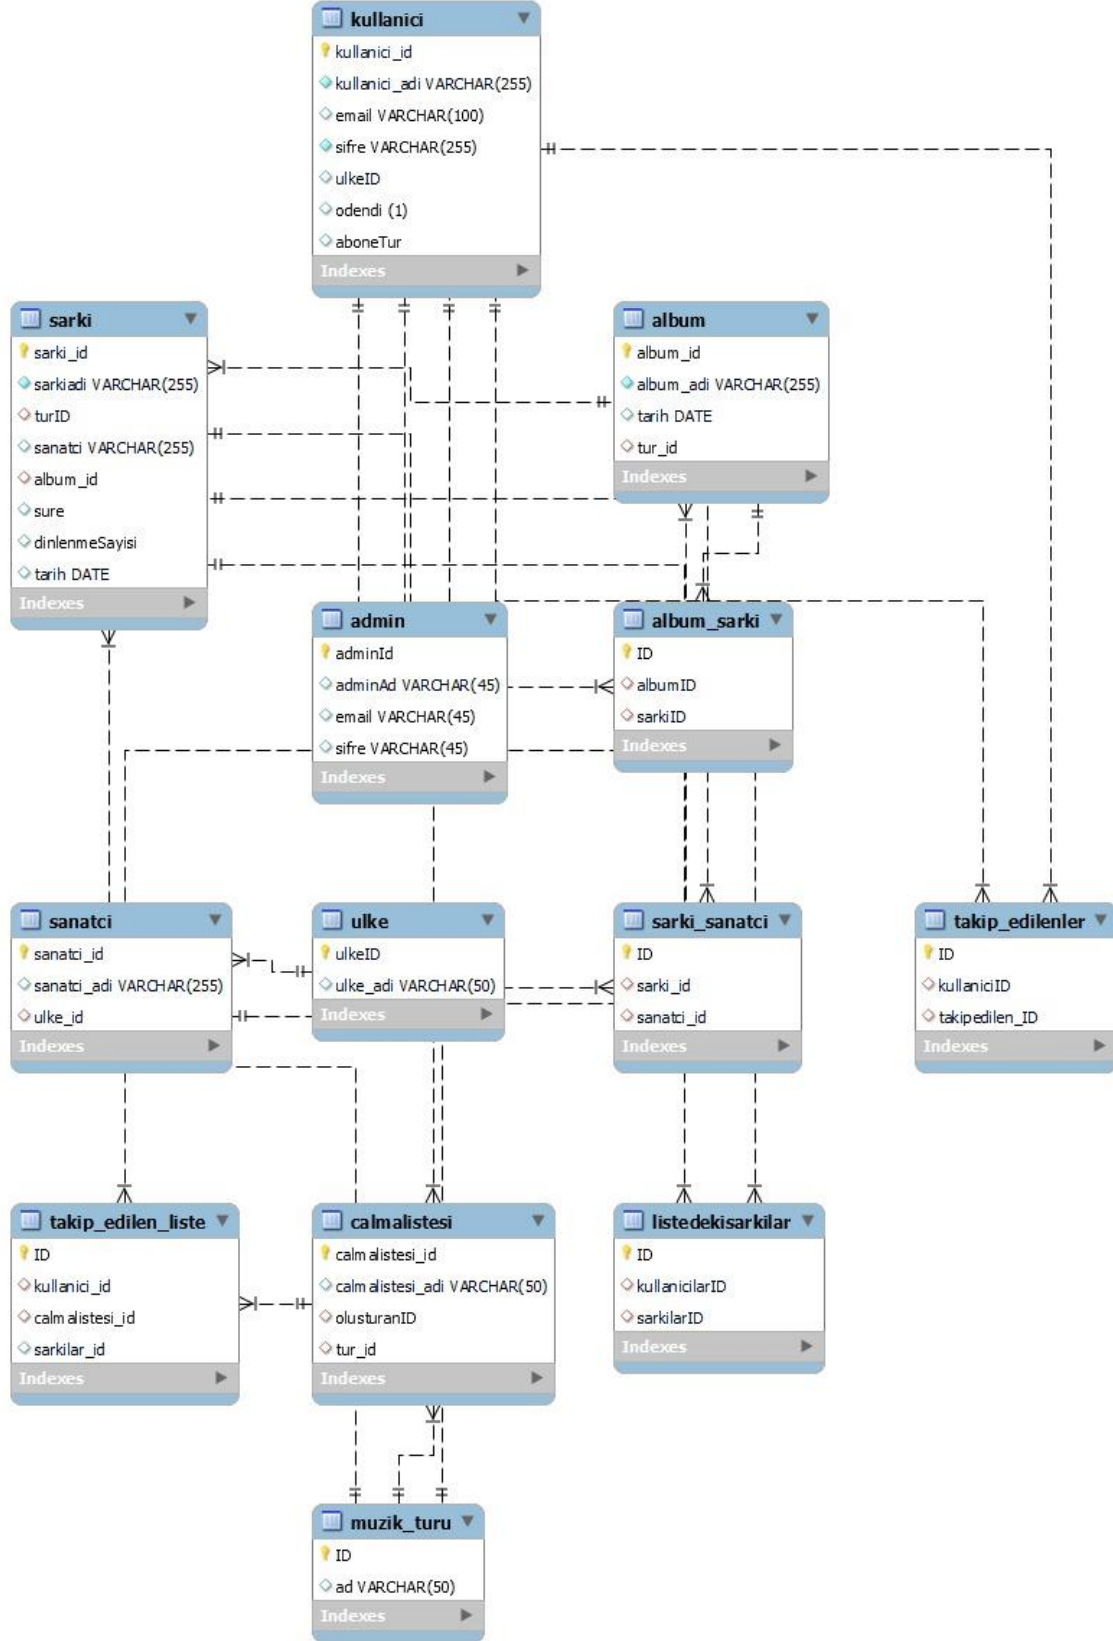 kullanici
kullanici_id
kullanici_adi VARCHAR(255)
email VARCHAR(100)
sifre VARCHAR(255)
ulkeID
odendi (1)
aboneTur
Indexes
sarki
sarki_id
sarkiadi VARCHAR(255)
turID
sanatci VARCHAR(255)
album_id
sure
dinlenmeSayisi
tarih DATE
Indexes
album
album_id
album_adi VARCHAR(255)
tarih DATE
tur_id
Indexes
admin
adminId
adminAd VARCHAR(45)
email VARCHAR(45)
sifre VARCHAR(45)
Indexes
album_sarki
ID
albumID
sarkiID
Indexes
sanatci
sanatci_id
sanatci_adi VARCHAR(255)
ulke_id
Indexes
ulke
ulkeID
ulke_adi VARCHAR(50)
Indexes
sarki_sanatci
ID
sarki_id
sanatci_id
Indexes
takip_edilenler
ID
kullaniciID
takipedilen_ID
Indexes
takip_edilen_liste
ID
kullanici_id
calmalistesi_id
sarkilar_id
Indexes
calmalistesi
calmalistesi_id
calmalistesi_adi VARCHAR(50)
olusturanID
tur_id
Indexes
listedekisarkilar
ID
kullanicilarID
sarkilarID
Indexes
muzik_turu
ID
ad VARCHAR(50)
Indexes